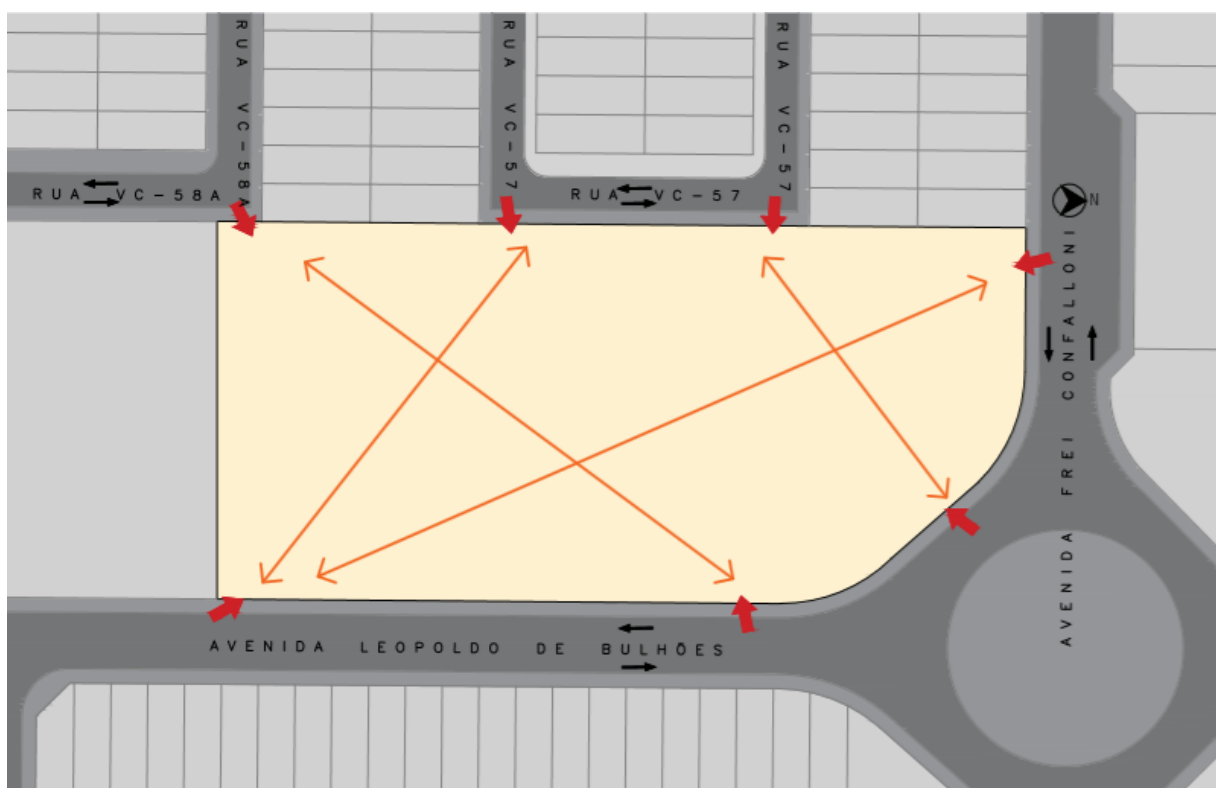 RUA VC-58A
RUA VC-57
RUA VC-57
RUA VC-58A
RUA VC-57
N
AVENIDA FREI CONFALLONI
AVENIDA LEOPOLDO DE BULHÕES